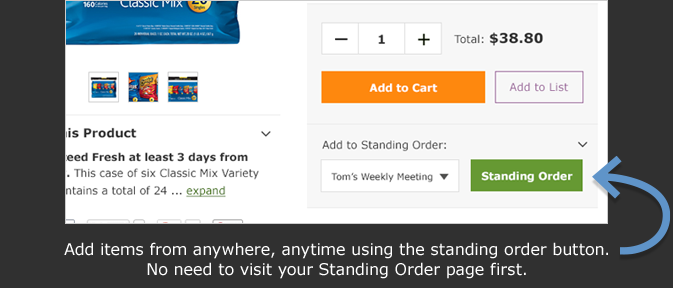 160 CALORIES
Classic Mix
− 1 + Total: $38.80
Add to Cart
Add to List
his Product
Add to Standing Order:
eed Fresh at least 3 days from
. This case of six Classic Mix Variety
ntains a total of 24 ... expand
Tom's Weekly Meeting
Standing Order
Add items from anywhere, anytime using the standing order button.
No need to visit your Standing Order page first.